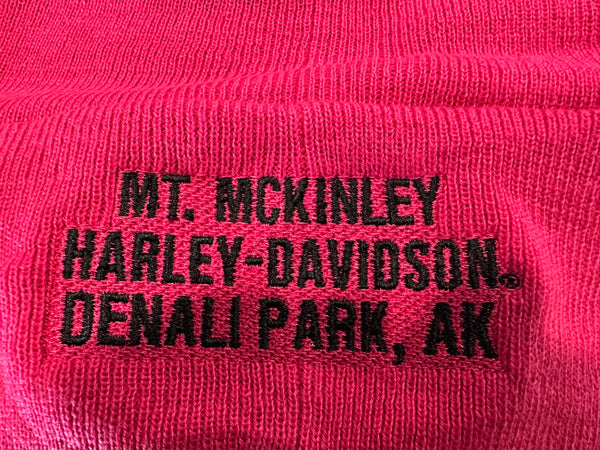 MT. MCKINLEY
HARLEY-DAVIDSON®
DENALI PARK, AK